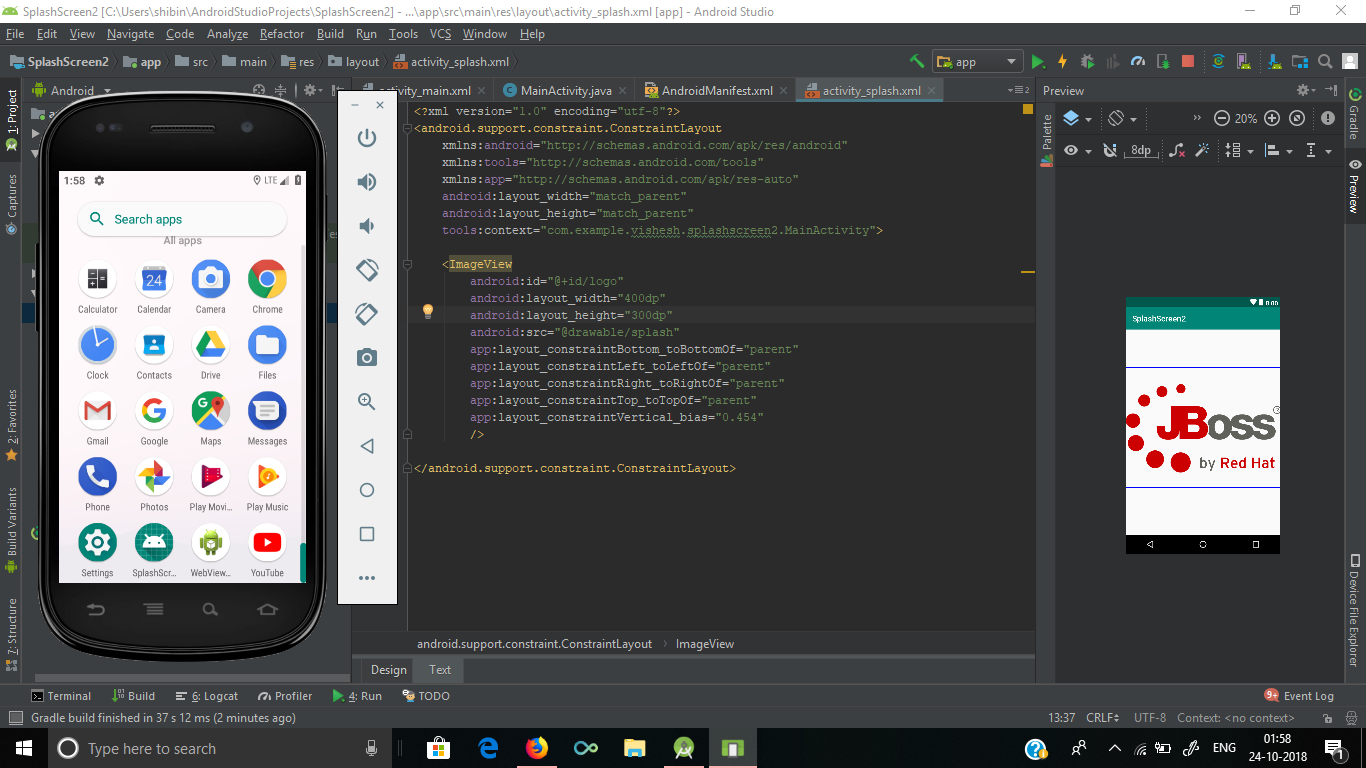 SplashScreen2 [C:\Users\shibin\AndroidStudioProjects\SplashScreen2] - ...\app\src\main\res\layout\activity_splash.xml [app] - Android Studio
File Edit View Navigate Code Analyze Refactor Build Run Tools VCS Window Help
SplashScreen2 app src main res layout activity_splash.xml app
1: Project
Captures
2: Favorites
Build Variants
7: Structure
Android
activity_main.xml MainActivity.java AndroidManifest.xml activity_splash.xml
1:58 LTE
Search apps
All apps
Calculator Calendar Camera Chrome
Clock Contacts Drive Files
Gmail Google Maps Messages
Phone Photos Play Movi... Play Music
Settings SplashScr... WebView... YouTube
<?xml version="1.0" encoding="utf-8"?>
<android.support.constraint.ConstraintLayout
xmlns:android="http://schemas.android.com/apk/res/android"
xmlns:tools="http://schemas.android.com/tools"
xmlns:app="http://schemas.android.com/apk/res-auto"
android:layout_width="match_parent"
android:layout_height="match_parent"
tools:context="com.example.vishesh.splashscreen2.MainActivity">
<ImageView
android:id="@+id/logo"
android:layout_width="400dp"
android:layout_height="300dp"
android:src="@drawable/splash"
app:layout_constraintBottom_toBottomOf="parent"
app:layout_constraintLeft_toLeftOf="parent"
app:layout_constraintRight_toRightOf="parent"
app:layout_constraintTop_toTopOf="parent"
app:layout_constraintVertical_bias="0.454"
/>
</android.support.constraint.ConstraintLayout>
android.support.constraint.ConstraintLayout ImageView
Design Text
Preview
Palette
20%
8dp
SplashScreen2
JBoss
by Red Hat
Gradle
Preview
Device File Explorer
Terminal Build 6: Logcat Profiler 4: Run TODO 9+ Event Log
Gradle build finished in 37 s 12 ms (2 minutes ago) 13:37 CRLF UTF-8 Context: <no context>
Type here to search ENG 01:58
24-10-2018 1